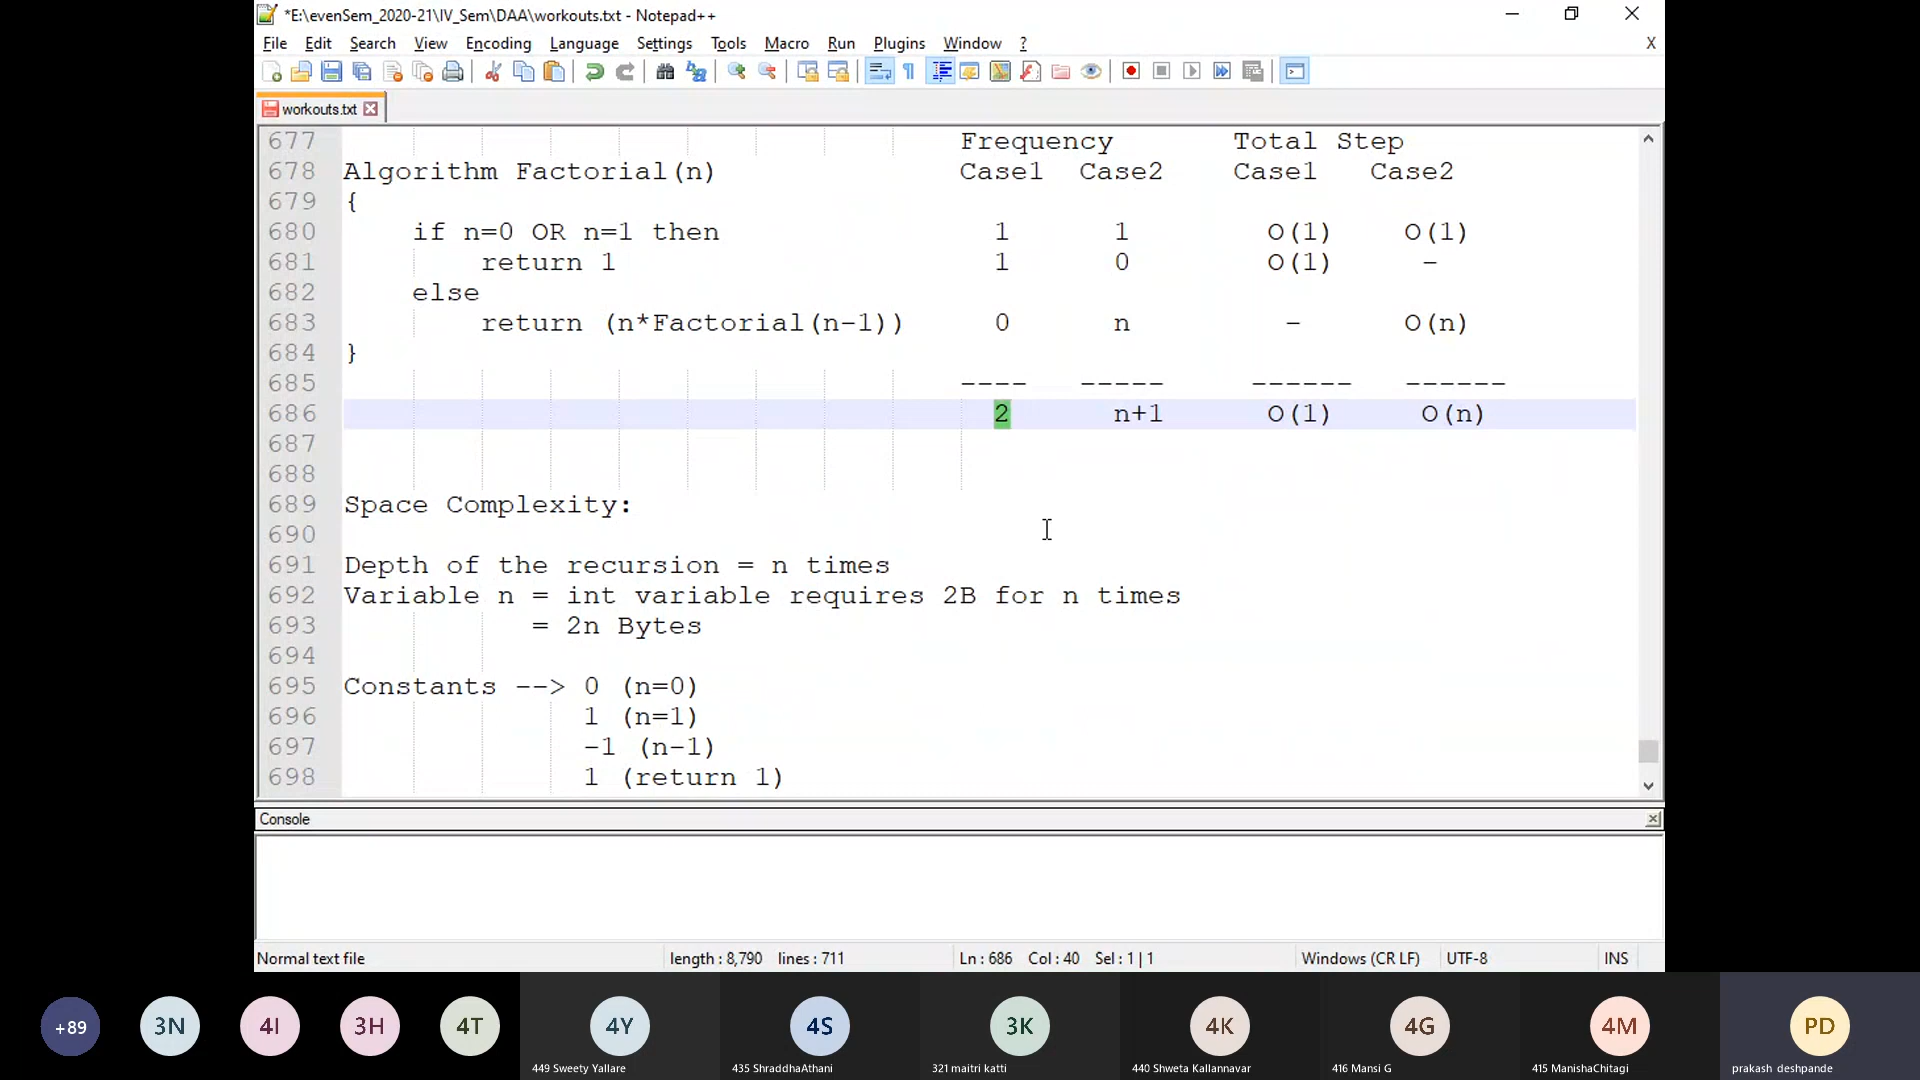 *E:\evenSem_2020-21\IV_Sem\DAA\workouts.txt - Notepad++
File Edit Search View Encoding Language Settings Tools Macro Run Plugins Window ? X
workouts.txt
677 Frequency Total Step
678 Algorithm Factorial(n) Case1 Case2 Case1 Case2
679 {
680 if n=0 OR n=1 then 1 1 O(1) O(1)
681 return 1 1 0 O(1) -
682 else
683 return (n*Factorial(n-1)) 0 n - O(n)
684 }
685 ---- ----- ------ ------
686 2 n+1 O(1) O(n)
687
688
689 Space Complexity:
690
691 Depth of the recursion = n times
692 Variable n = int variable requires 2B for n times
693 = 2n Bytes
694
695 Constants --> 0 (n=0)
696 1 (n=1)
697 -1 (n-1)
698 1 (return 1)
Console
Normal text file length : 8,790 lines : 711 Ln : 686 Col : 40 Sel : 1 | 1 Windows (CR LF) UTF-8 INS
+89 3N 4I 3H 4T 4Y 4S 3K 4K 4G 4M PD
449 Sweety Yallare 435 ShraddhaAthani 321 maitri katti 440 Shweta Kallannavar 416 Mansi G 415 ManishaChitagi prakash deshpande